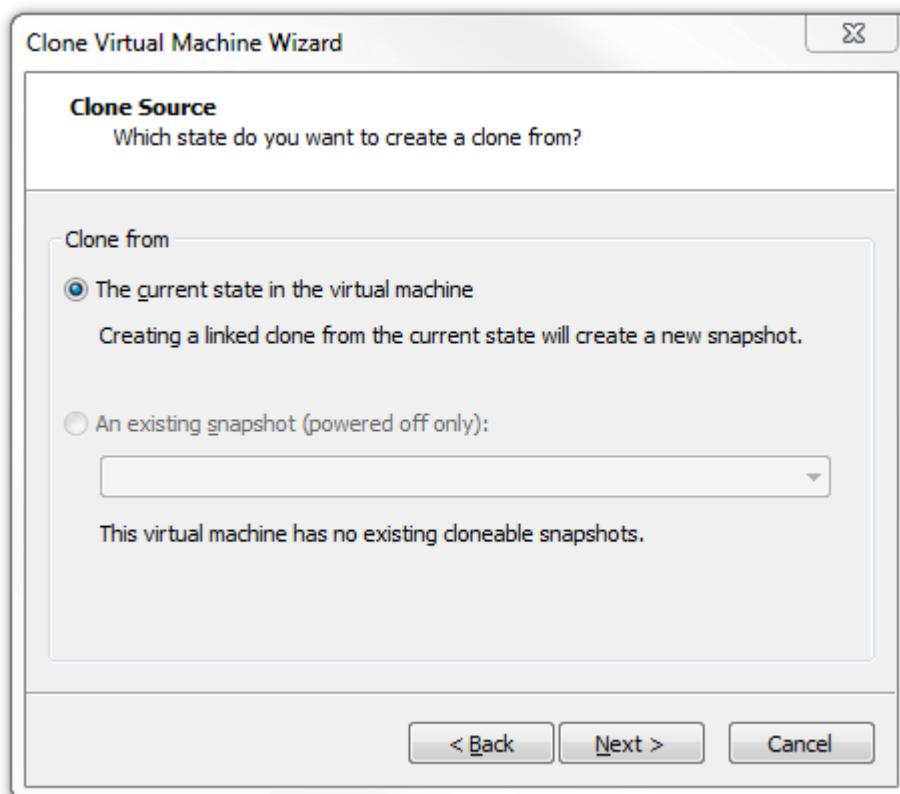 Clone Virtual Machine Wizard
Clone Source
Which state do you want to create a clone from?
Clone from
The current state in the virtual machine
Creating a linked clone from the current state will create a new snapshot.
An existing snapshot (powered off only):
This virtual machine has no existing cloneable snapshots.
< Back Next > Cancel